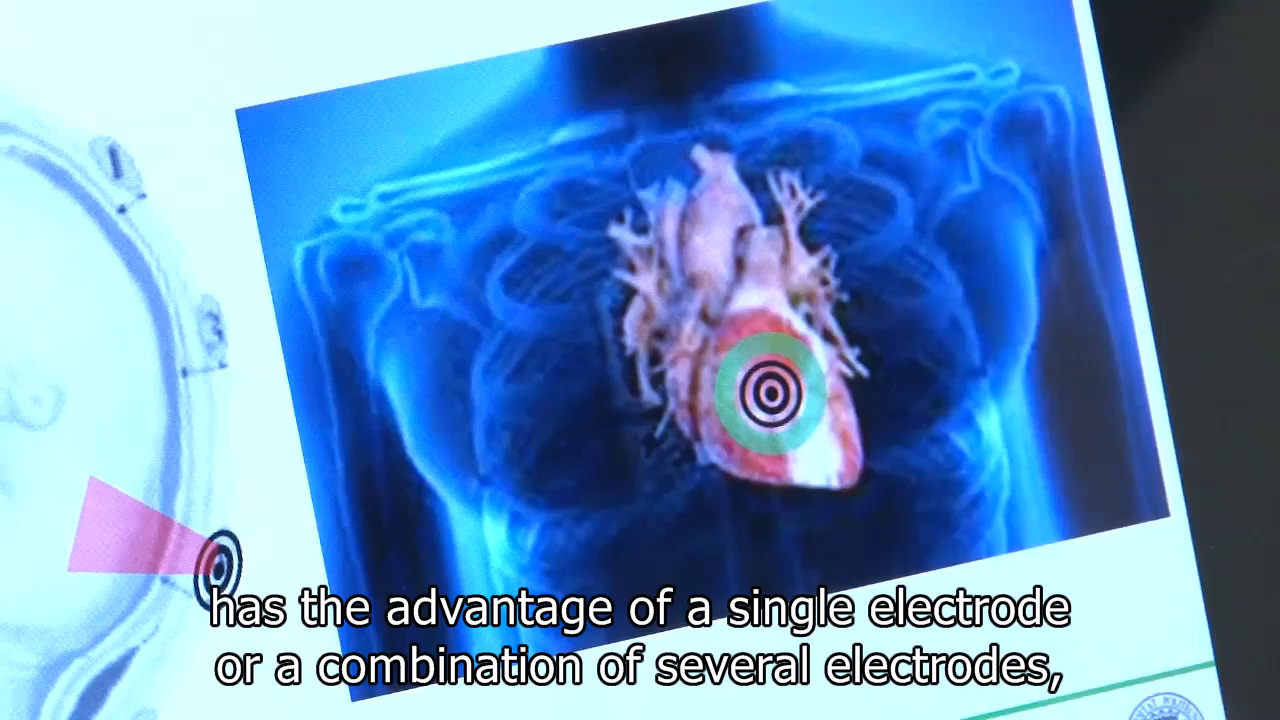 has the advantage of a single electrode
or a combination of several electrodes,